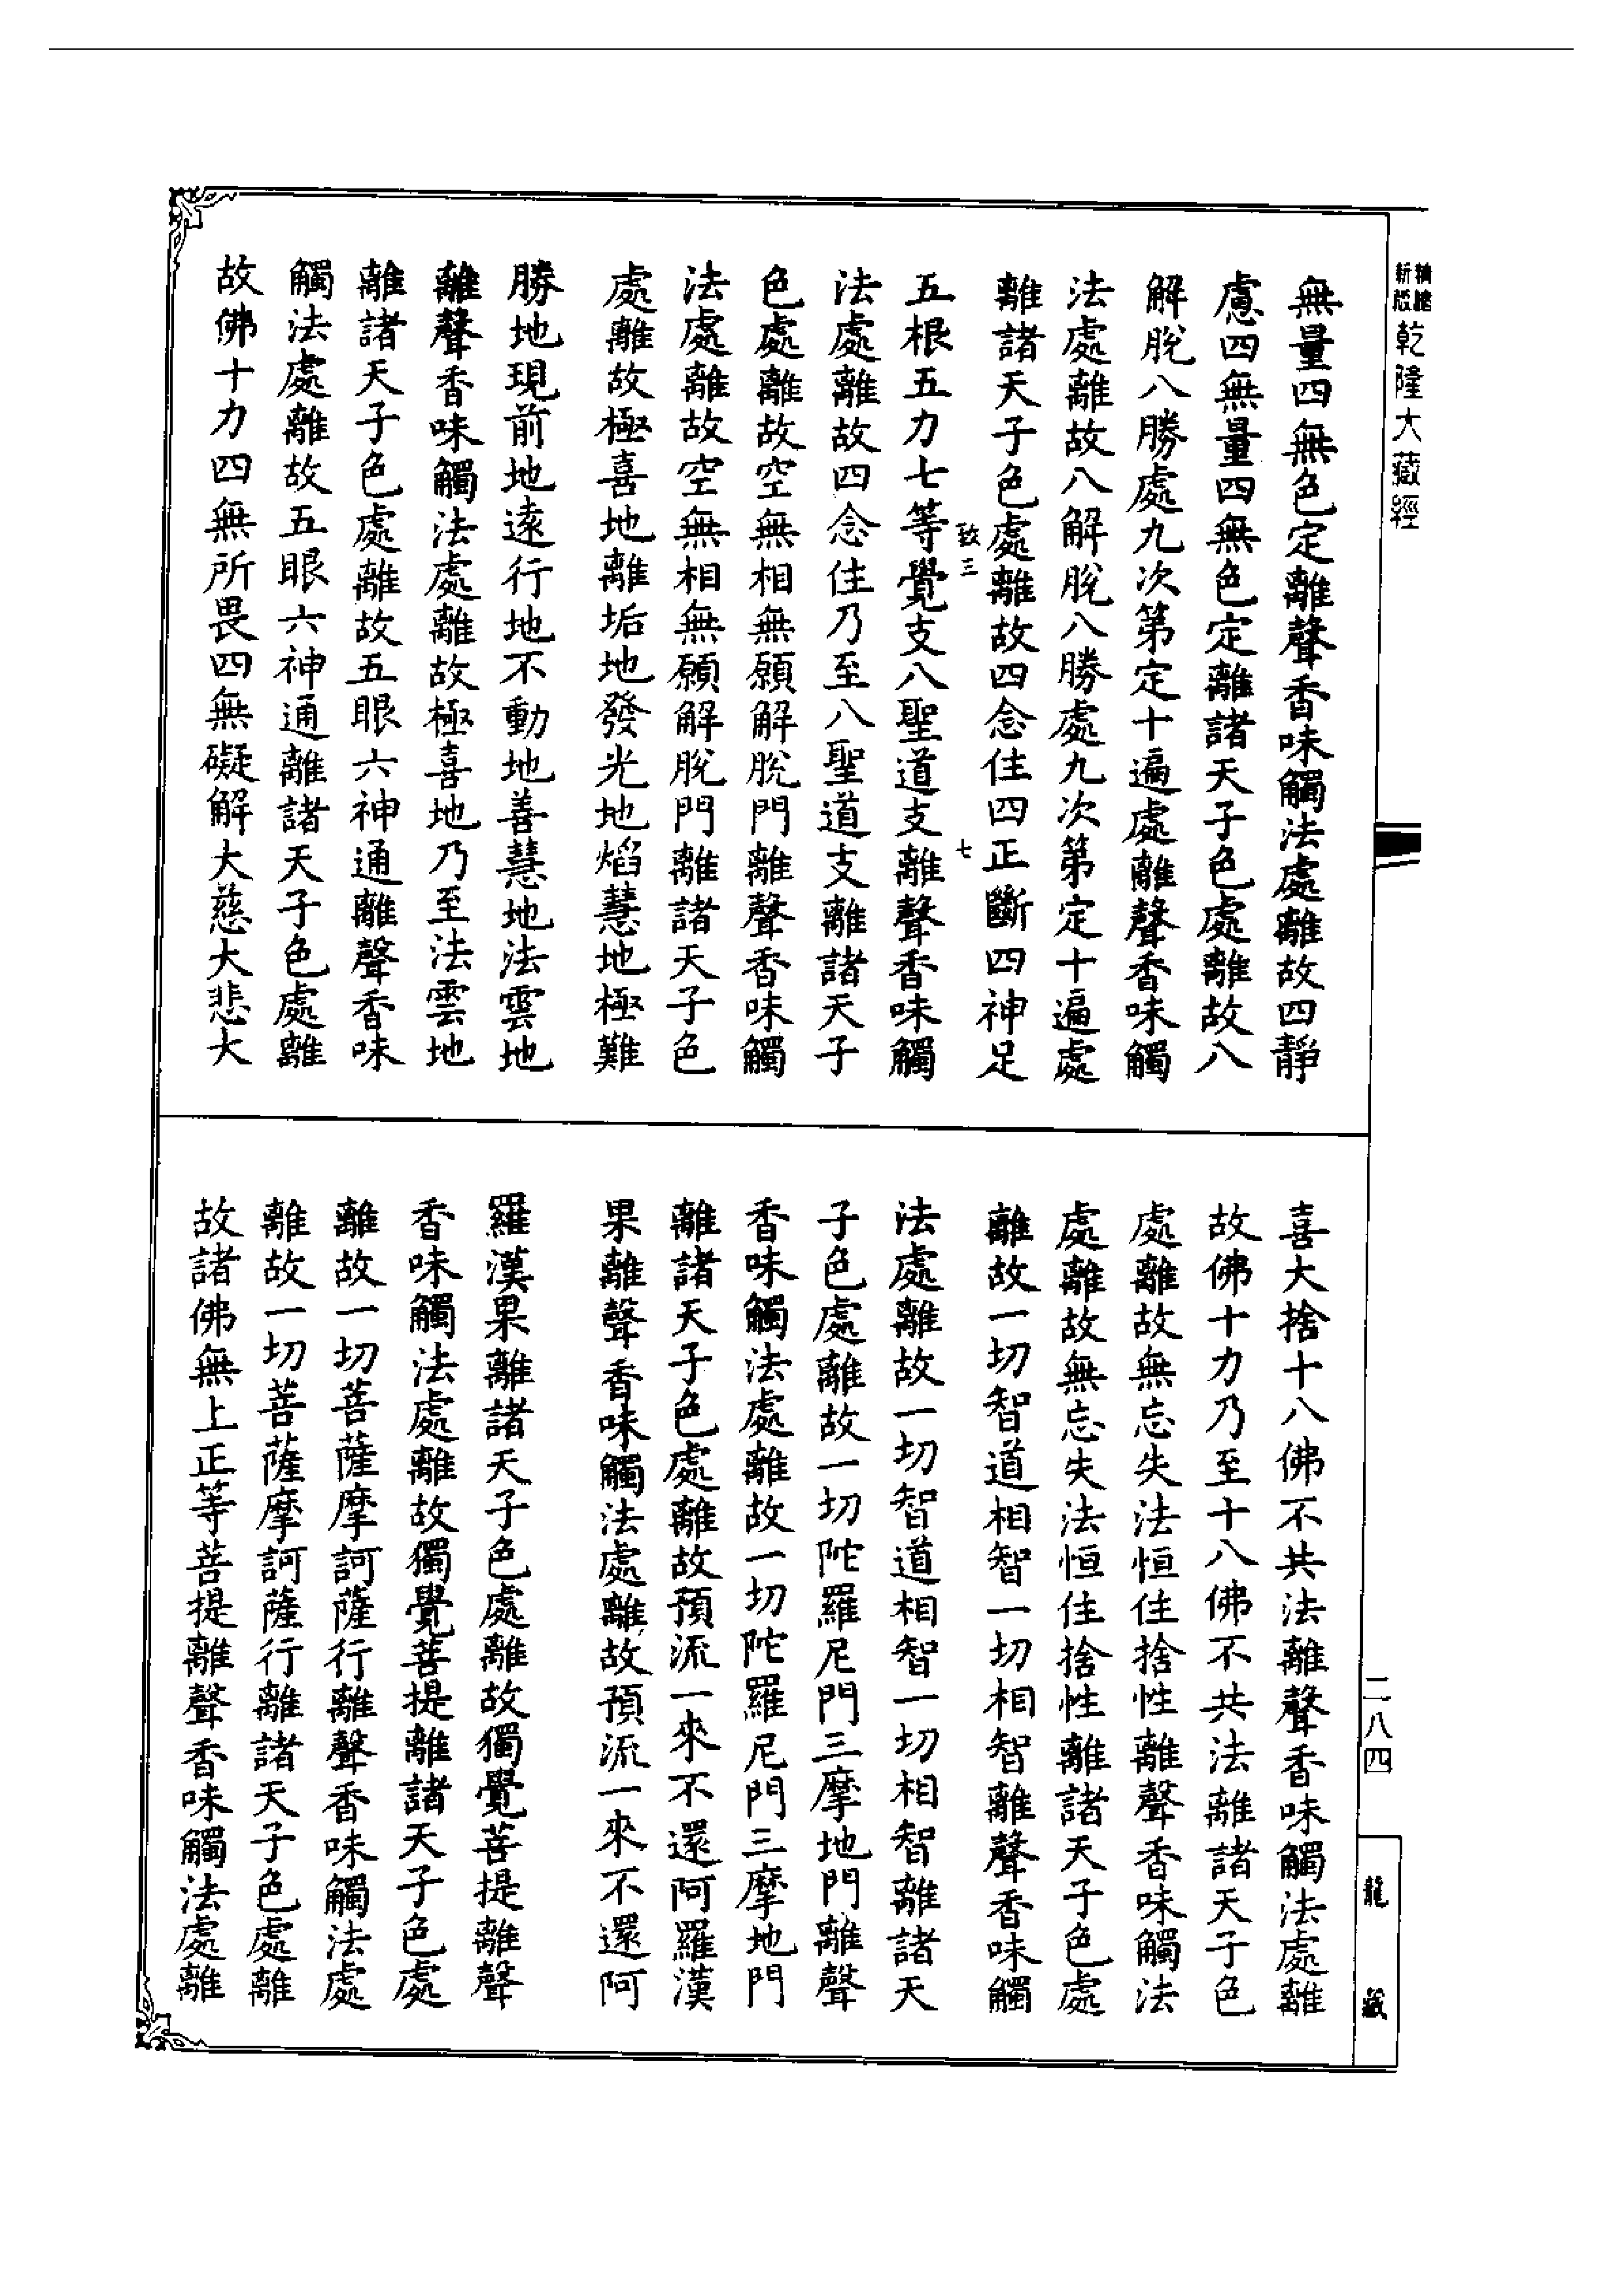 精縮
新版
乾隆大藏經
無量四無色定離聲香味觸法處離故四靜
慮四無量四無色定離諸天子色處離故八
解脫八勝處九次第定十遍處離聲香味觸
法處離故八解脫八勝處九次第定十遍處
離諸天子色處離故四念住四正斷四神足
致三
七
五根五力七等覺支八聖道支離聲香味觸
法處離故四念住乃至八聖道支離諸天子
色處離故空無相無願解脫門離聲香味觸
法處離故空無相無願解脫門離諸天子色
處離故極喜地離垢地發光地焰慧地極難
勝地現前地遠行地不動地善慧地法雲地
離聲香味觸法處離故極喜地乃至法雲地
離諸天子色處離故五眼六神通離聲香味
觸法處離故五眼六神通離諸天子色處離
故佛十力四無所畏四無礙解大慈大悲大
喜大捨十八佛不共法離聲香味觸法處離
故佛十力乃至十八佛不共法離諸天子色
處離故無忘失法恒住捨性離聲香味觸法
處離故無忘失法恒住捨性離諸天子色處
離故一切智道相智一切相智離聲香味觸
法處離故一切智道相智一切相智離諸天
子色處離故一切陀羅尼門三摩地門離聲
香味觸法處離故一切陀羅尼門三摩地門
離諸天子色處離故預流一來不還阿羅漢
果離聲香味觸法處離故預流一來不還阿
羅漢果離諸天子色處離故獨覺菩提離聲
香味觸法處離故獨覺菩提離諸天子色處
離故一切菩薩摩訶薩行離聲香味觸法處
離故一切菩薩摩訶薩行離諸天子色處離
故諸佛無上正等菩提離聲香味觸法處離
二八四
龍藏